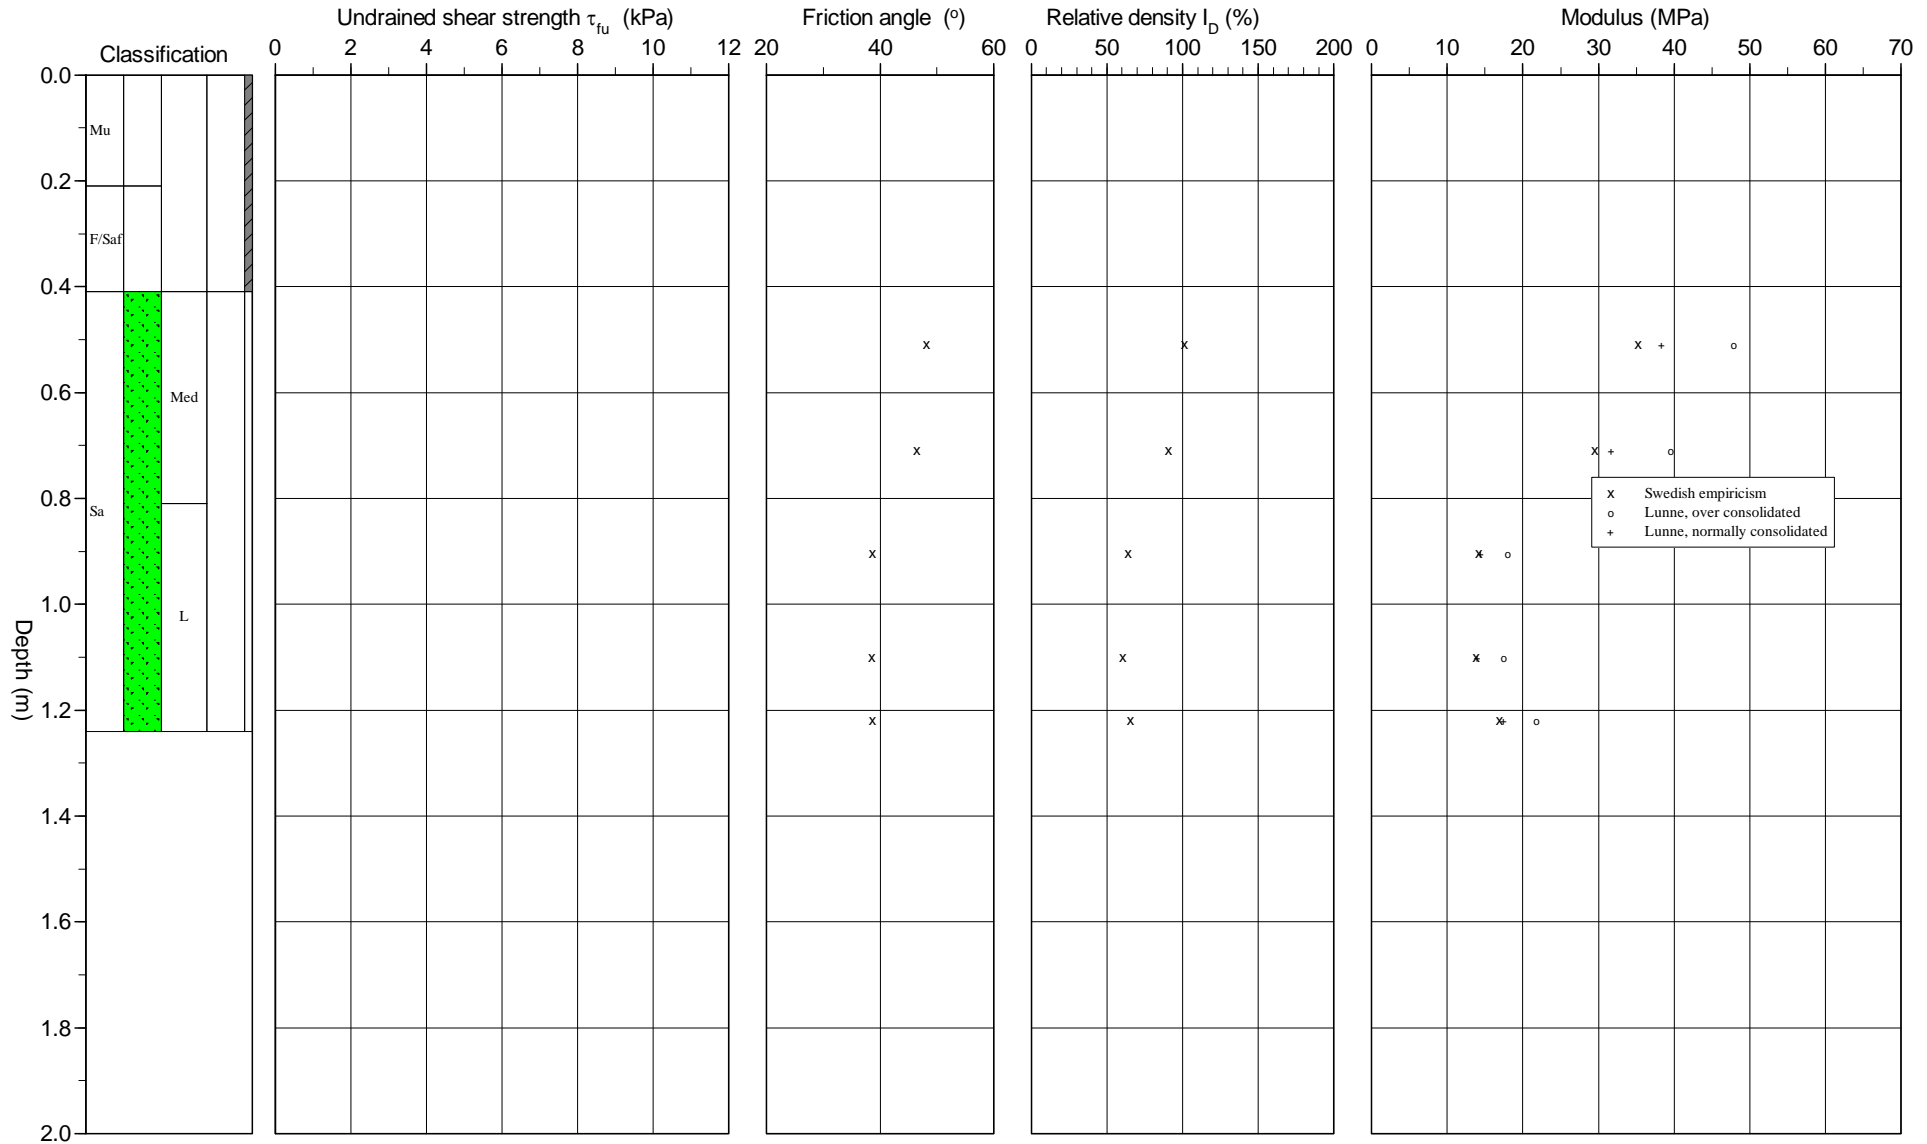 Undrained shear strength τfu (kPa)
Friction angle (º)
Relative density ID (%)
Modulus (MPa)
Classification
0 2 4 6 8 10 12
20 40 60
0 50 100 150 200
0 10 20 30 40 50 60 70
0.0
0.2
0.4
0.6
0.8
1.0
1.2
1.4
1.6
1.8
2.0
Depth (m)
Mu
F/Saf
Med
Sa
L
x Swedish empiricism
o Lunne, over consolidated
+ Lunne, normally consolidated